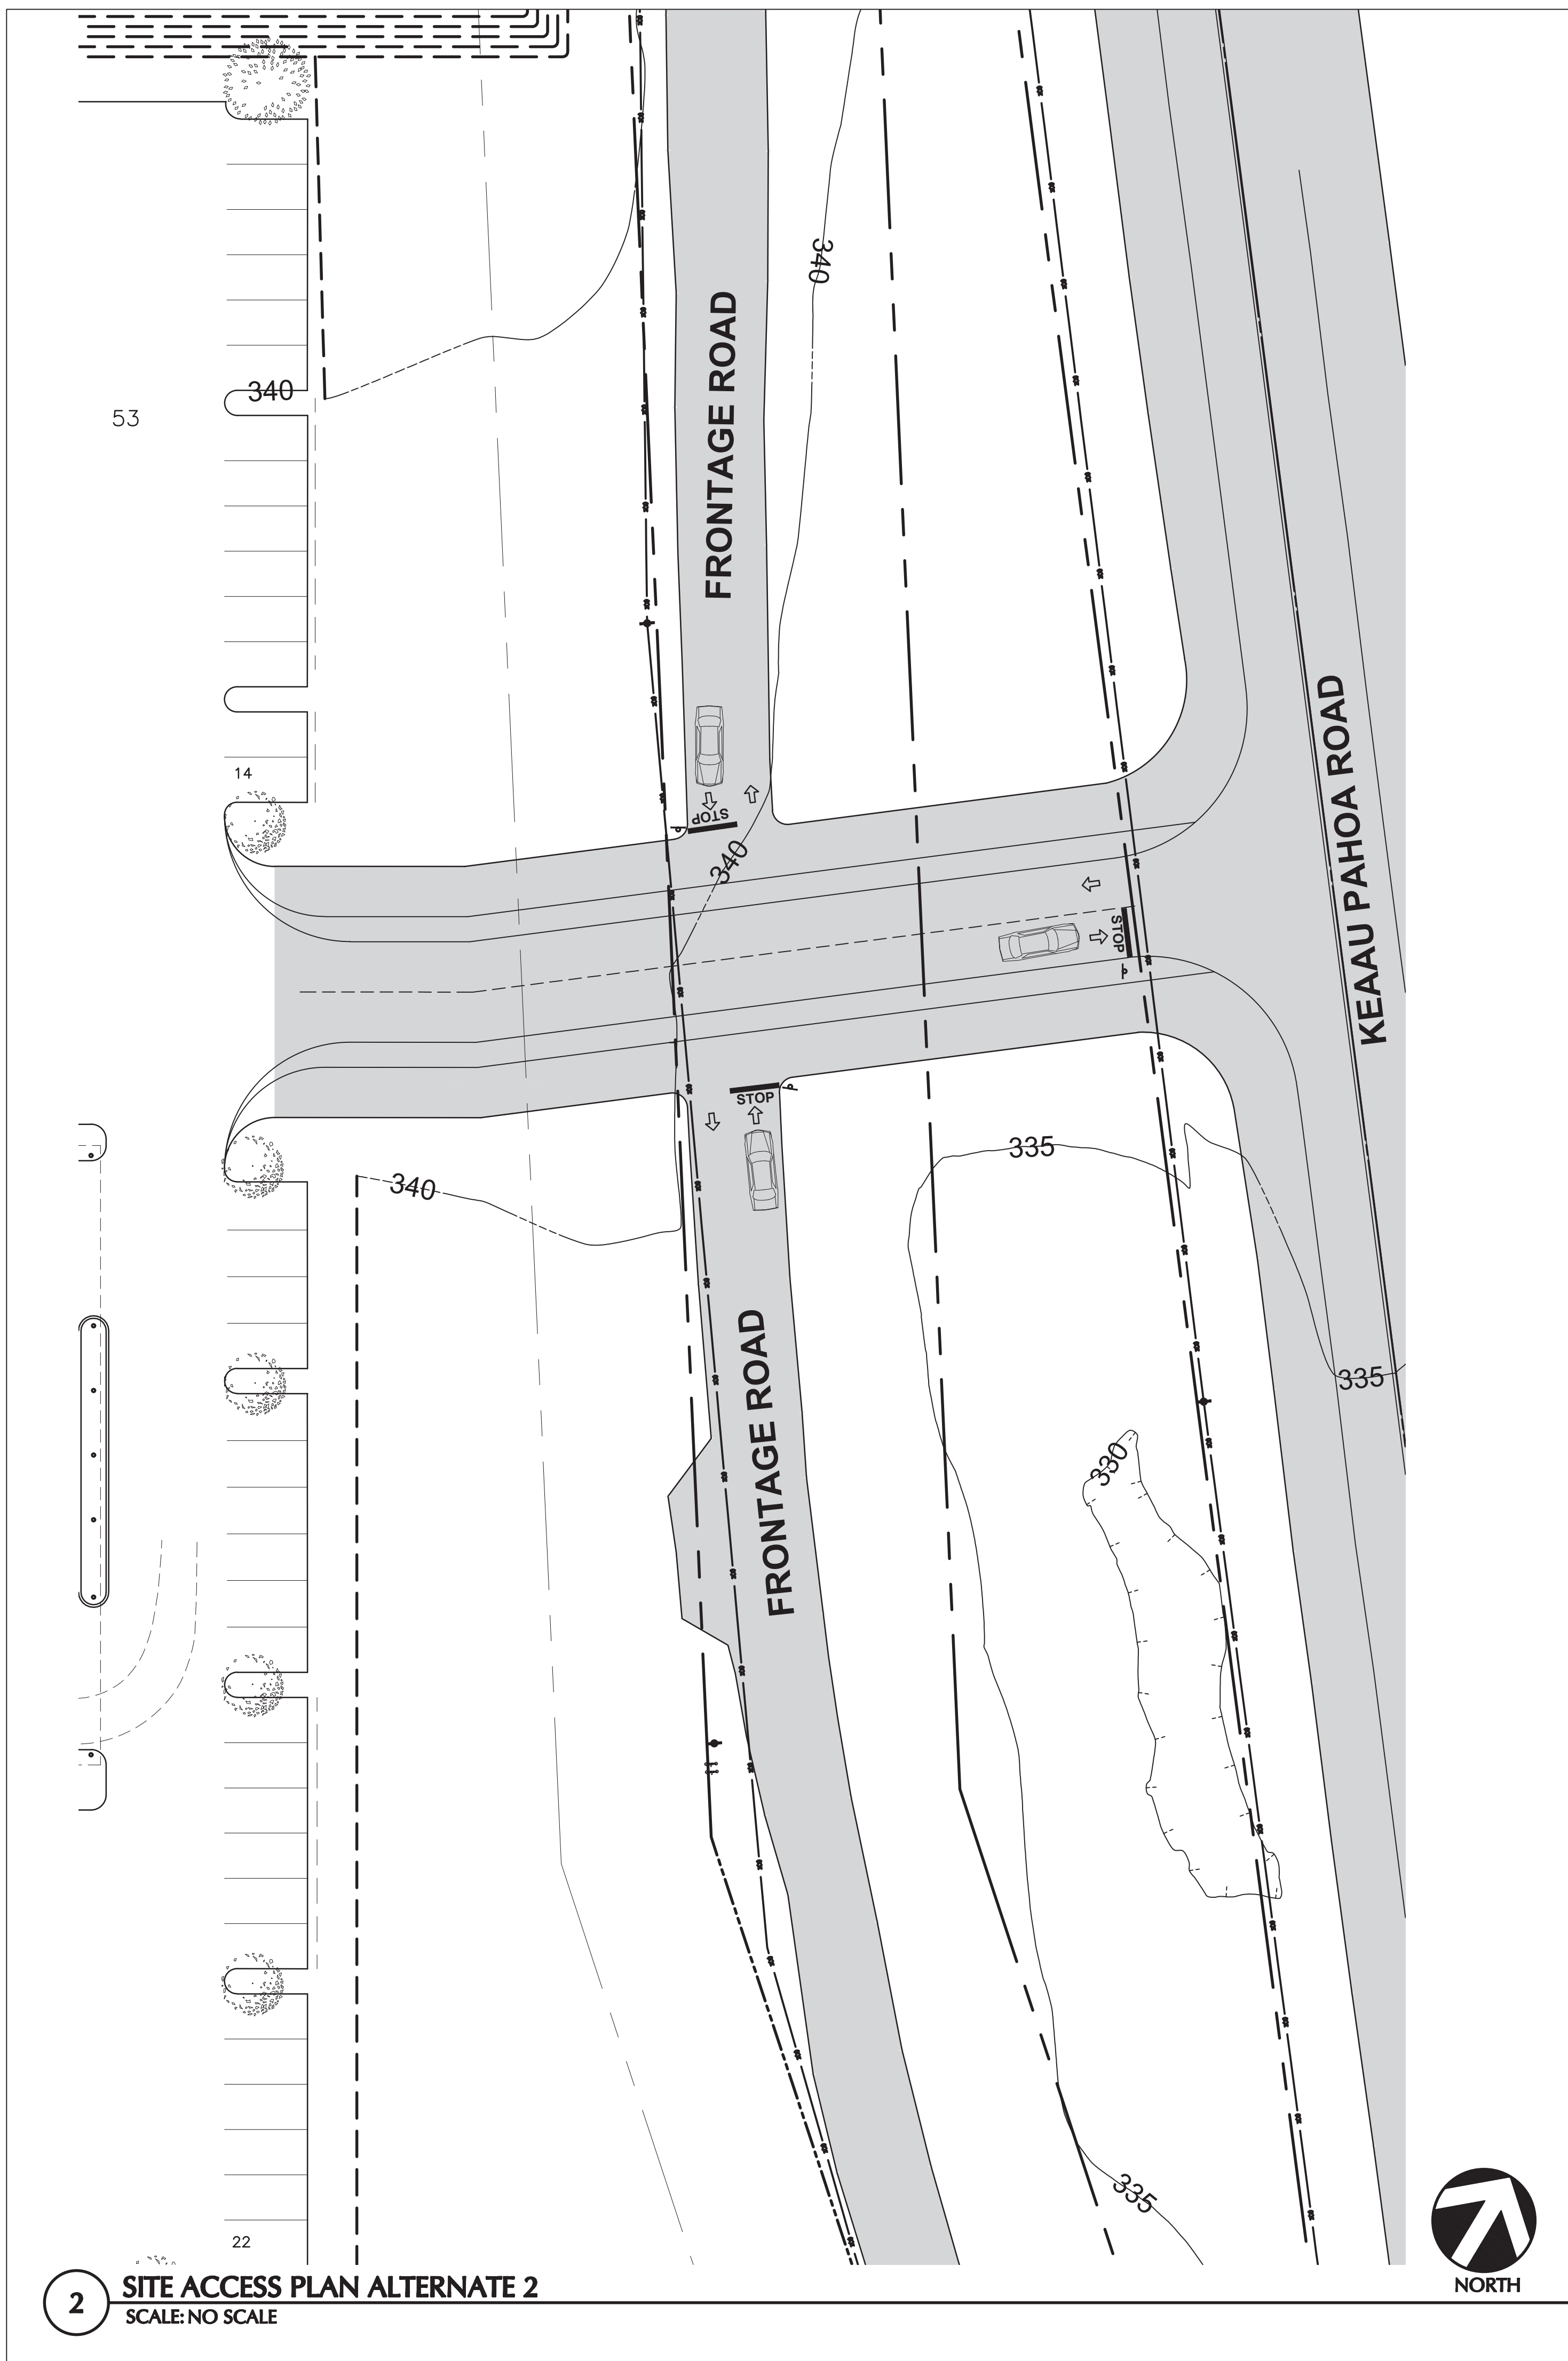 340
FRONTAGE ROAD
340
53
KEAAU PAHOA ROAD
14
STOP
340
STOP
STOP
335
340
FRONTAGE ROAD
335
330
335
22
NORTH
2
SITE ACCESS PLAN ALTERNATE 2
SCALE: NO SCALE